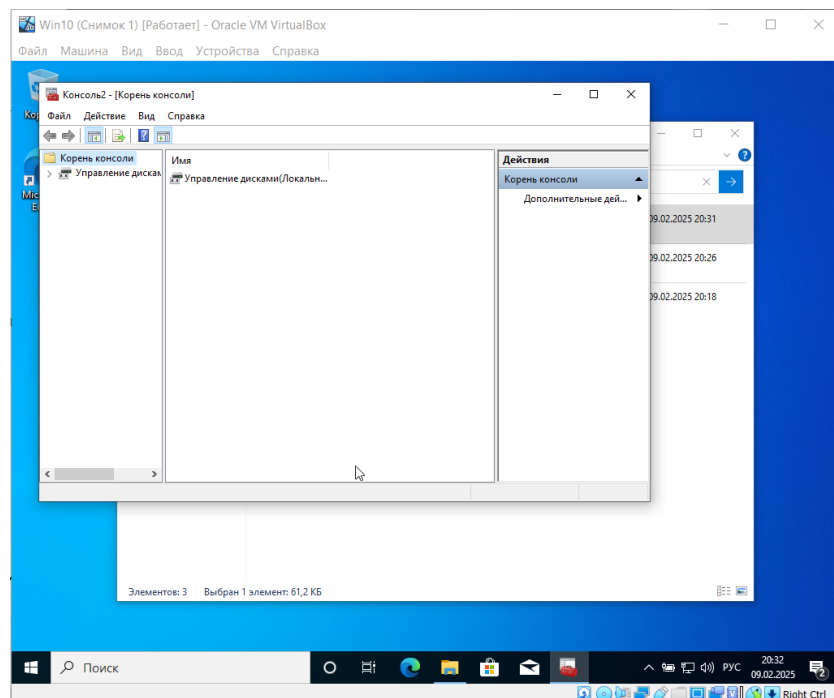 Win10 (Снимок 1) [Работает] - Oracle VM VirtualBox
Файл Машина Вид Ввод Устройства Справка
Консоль2 - [Корень консоли]
Файл Действие Вид Справка
Корень консоли
Управление дискам
Имя
Управление дисками(Локальн...
Действия
Корень консоли
Дополнительные дей...
09.02.2025 20:31
09.02.2025 20:26
09.02.2025 20:18
Элементов: 3 Выбран 1 элемент: 61,2 КБ
Поиск
РУС
20:32
09.02.2025
2
Right Ctrl